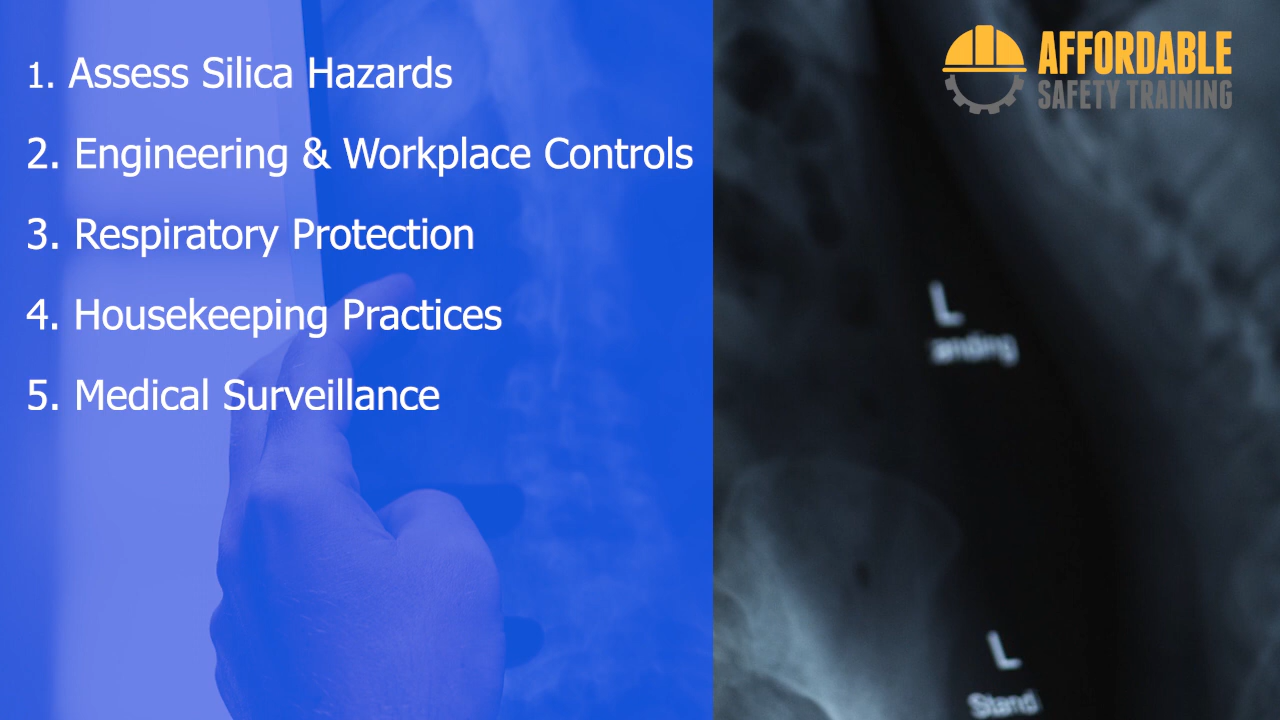 1. Assess Silica Hazards
2. Engineering & Workplace Controls
3. Respiratory Protection
4. Housekeeping Practices
5. Medical Surveillance
AFFORDABLE
SAFETY TRAINING
L
anding
L
Stand